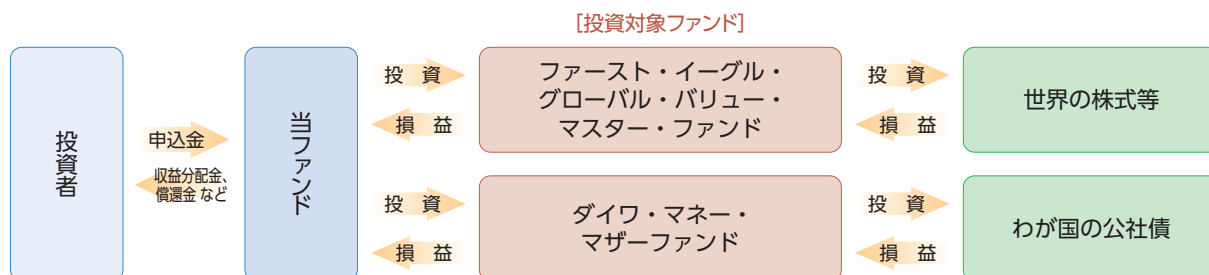 [投資対象ファンド]
投資者
申込金
収益分配金、
償還金 など
当ファンド
投 資
損 益
ファースト・イーグル・
グローバル・バリュー・
マスター・ファンド
投 資
損 益
世界の株式等
投 資
損 益
ダイワ・マネー・
マザーファンド
投 資
損 益
わが国の公社債